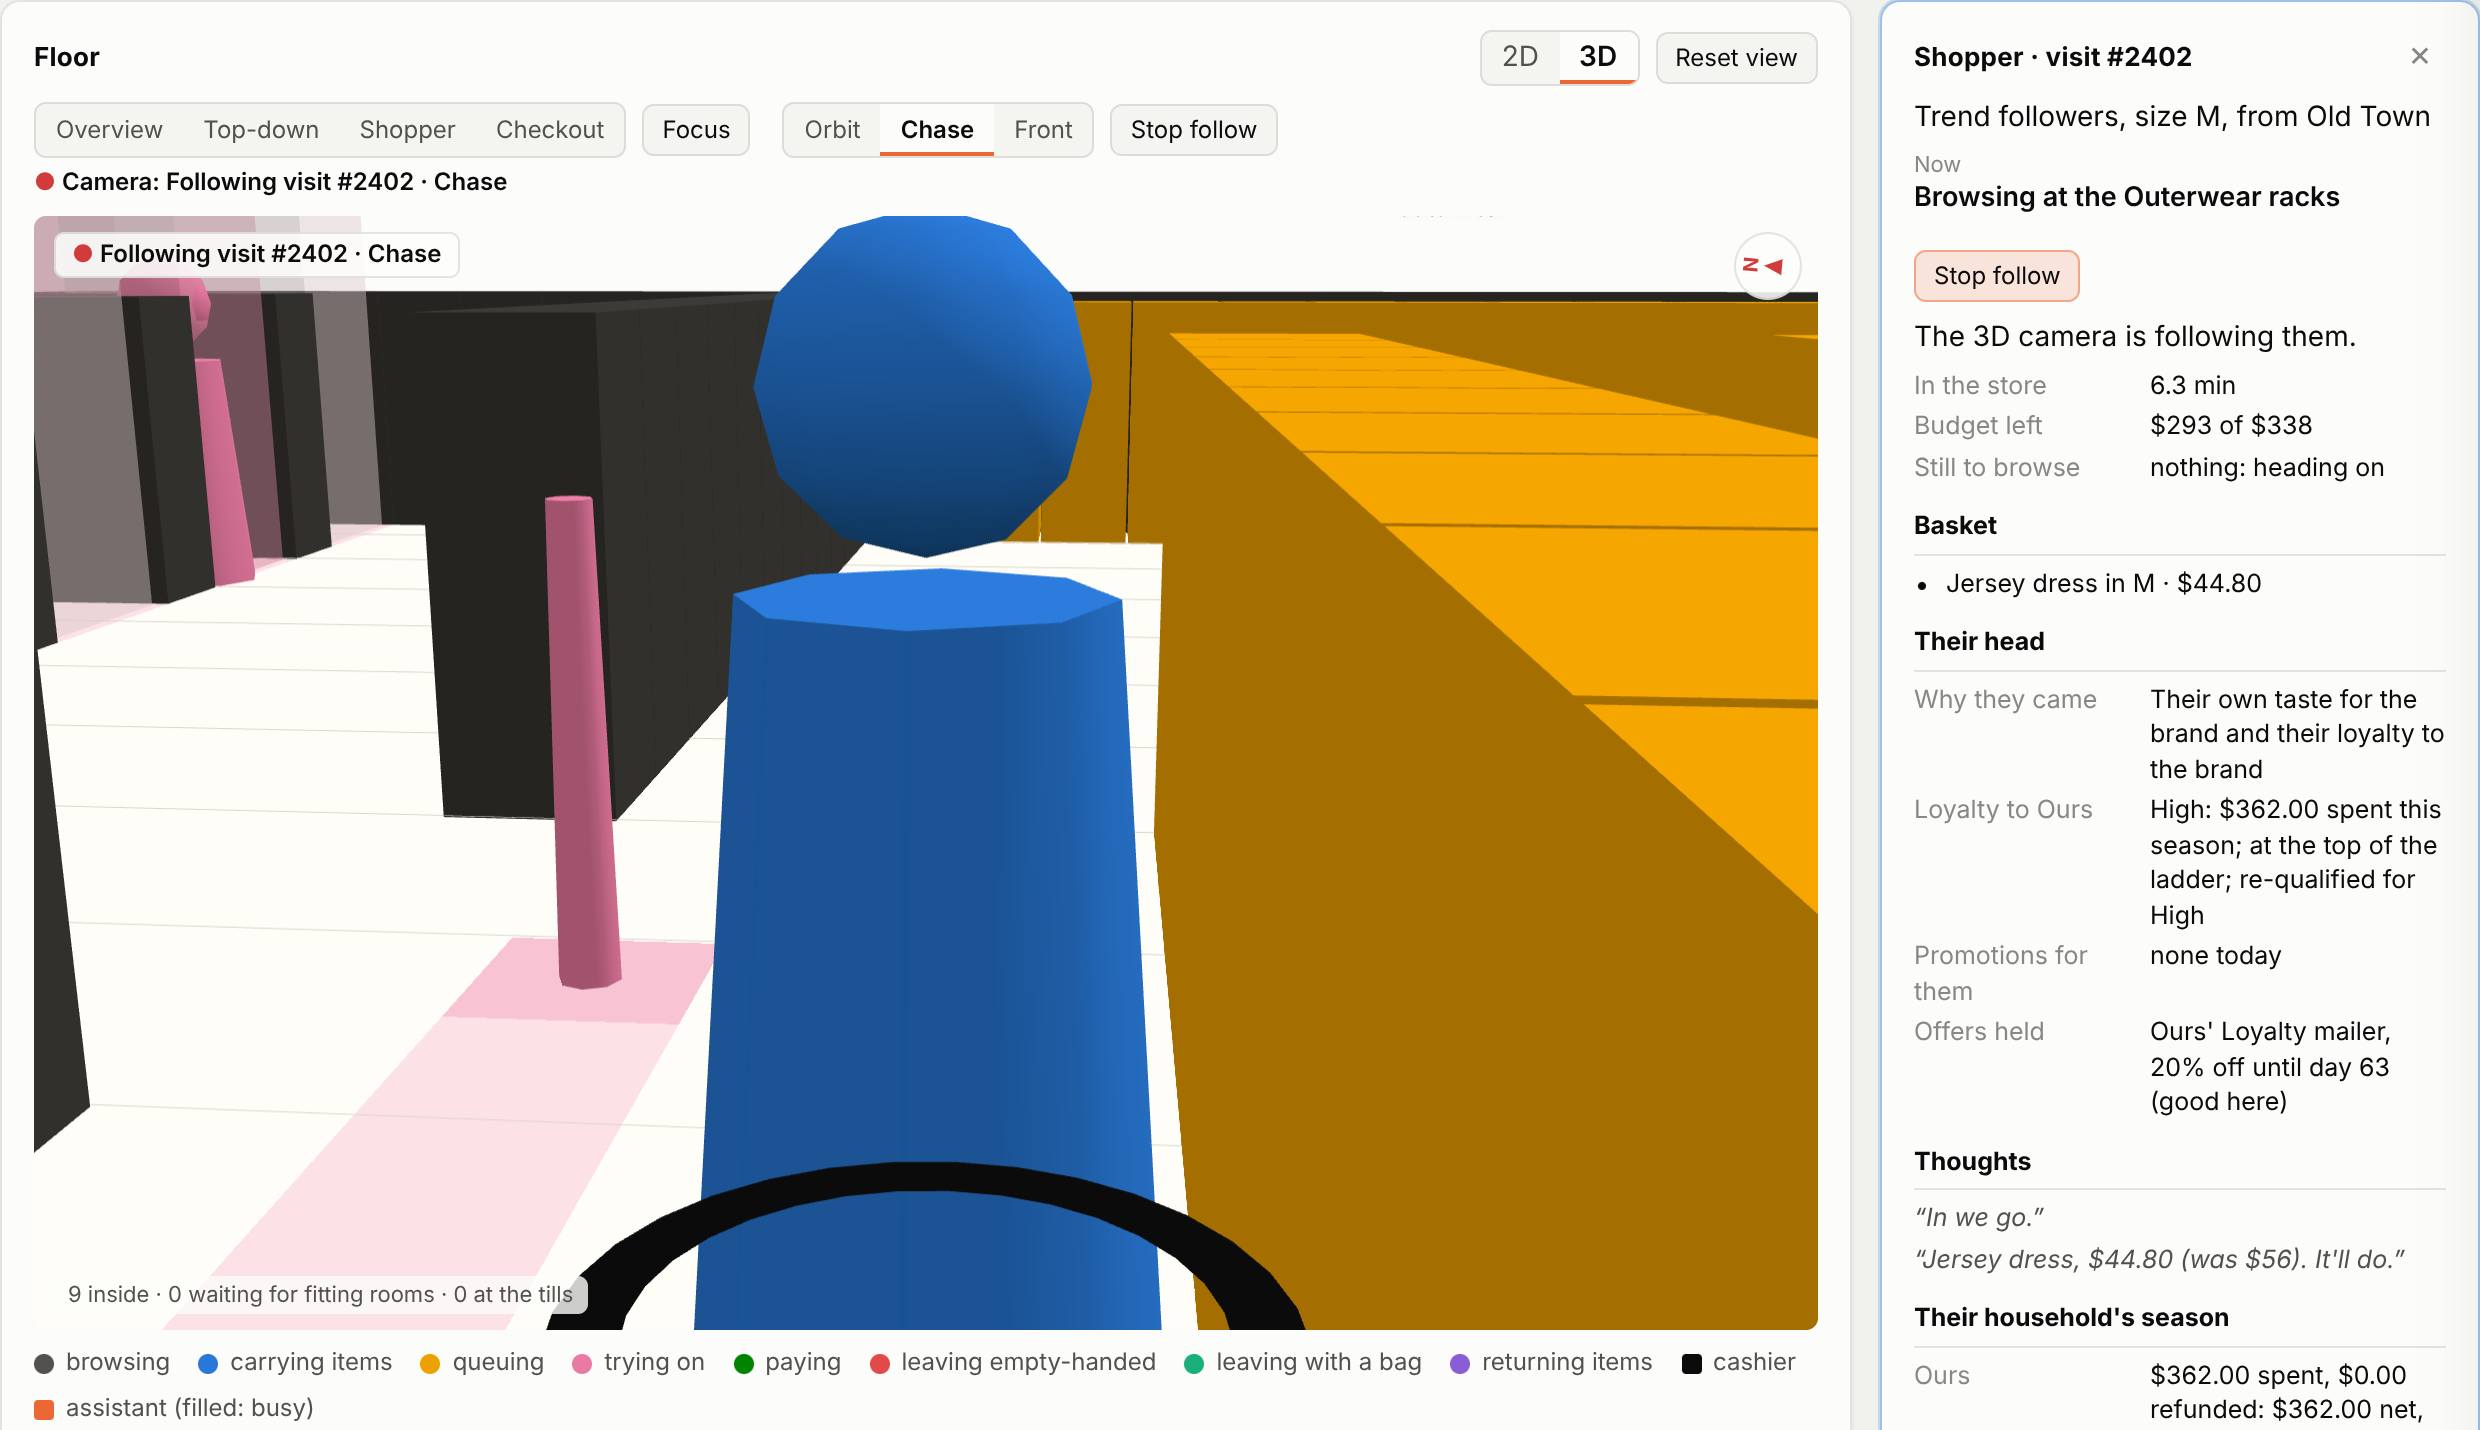 Floor
2D 3D Reset view
Overview Top-down Shopper Checkout Focus Orbit Chase Front Stop follow
Camera: Following visit #2402 · Chase
Following visit #2402 · Chase
N
9 inside · 0 waiting for fitting rooms · 0 at the tills
browsing carrying items queuing trying on paying leaving empty-handed leaving with a bag returning items cashier
assistant (filled: busy)
Shopper · visit #2402
Trend followers, size M, from Old Town
Now
Browsing at the Outerwear racks
Stop follow
The 3D camera is following them.
In the store 6.3 min
Budget left $293 of $338
Still to browse nothing: heading on
Basket
• Jersey dress in M · $44.80
Their head
Why they came Their own taste for the
brand and their loyalty to
the brand
Loyalty to Ours High: $362.00 spent this
season; at the top of the
ladder; re-qualified for
High
Promotions for none today
them
Offers held Ours' Loyalty mailer,
20% off until day 63
(good here)
Thoughts
“In we go.”
“Jersey dress, $44.80 (was $56). It'll do.”
Their household's season
Ours $362.00 spent, $0.00
refunded: $362.00 net,